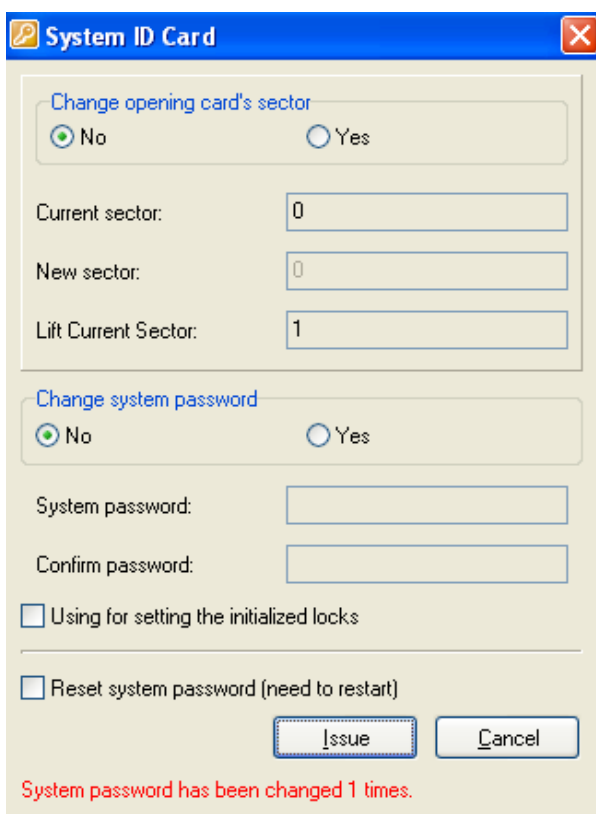 System ID Card
Change opening card's sector
No Yes
Current sector: 0
New sector: 0
Lift Current Sector: 1
Change system password
No Yes
System password:
Confirm password:
Using for setting the initialized locks
Reset system password (need to restart)
Issue Cancel
System password has been changed 1 times.